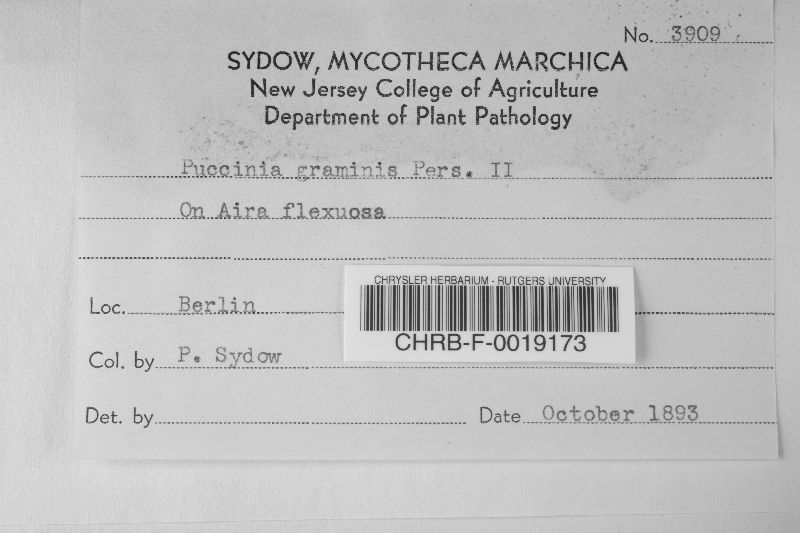 No. 3909
SYDOW, MYCOTHECA MARCHICA
New Jersey College of Agriculture
Department of Plant Pathology
Puccinia graminis Pers. II
On Aira flexuosa
Loc. Berlin
CHRYSLER HERBARIUM - RUTGERS UNIVERSITY
CHRB-F-0019173
Col. by P. Sydow
Det. by
Date October 1893